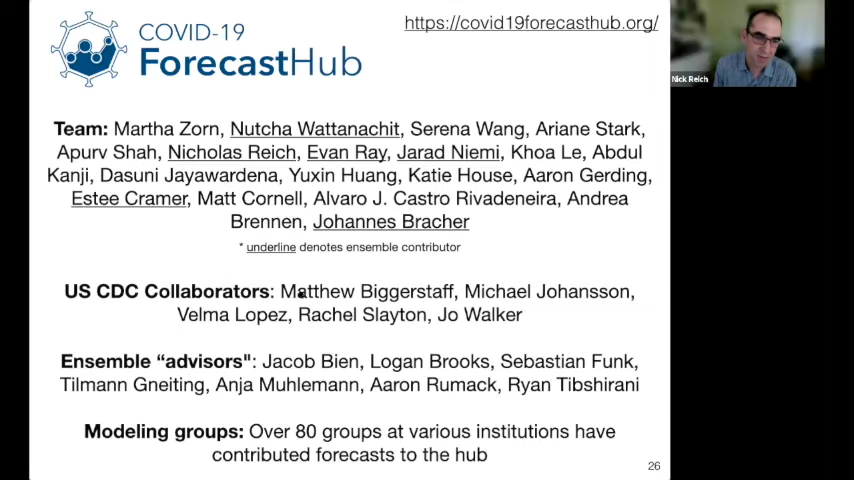 https://covid19forecasthub.org/
COVID-19
ForecastHub
Nick Reich
Team: Martha Zorn, Nutcha Wattanachit, Serena Wang, Ariane Stark,
Apurv Shah, Nicholas Reich, Evan Ray, Jarad Niemi, Khoa Le, Abdul
Kanji, Dasuni Jayawardena, Yuxin Huang, Katie House, Aaron Gerding,
Estee Cramer, Matt Cornell, Alvaro J. Castro Rivadeneira, Andrea
Brennen, Johannes Bracher
* underline denotes ensemble contributor
US CDC Collaborators: Matthew Biggerstaff, Michael Johansson,
Velma Lopez, Rachel Slayton, Jo Walker
Ensemble “advisors": Jacob Bien, Logan Brooks, Sebastian Funk,
Tilmann Gneiting, Anja Muhlemann, Aaron Rumack, Ryan Tibshirani
Modeling groups: Over 80 groups at various institutions have
contributed forecasts to the hub
26